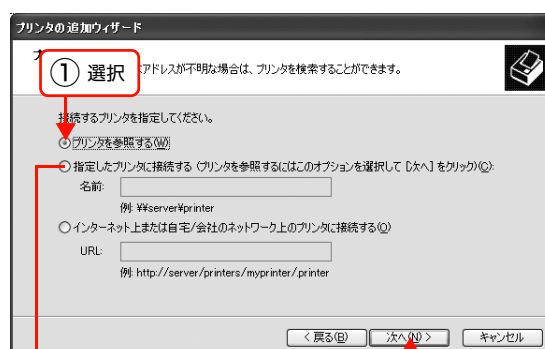 プリンタの追加ウィザード
① 選択
アドレスが不明な場合は、プリンタを検索することができます。
接続するプリンタを指定してください。
プリンタを参照する(W)
指定したプリンタに接続する (プリンタを参照するにはこのオプションを選択して [次へ] をクリック)(C):
名前:
例: ¥¥server¥printer
インターネット上または自宅/会社のネットワーク上のプリンタに接続する(O)
URL:
例: http://server/printers/myprinter/.printer
< 戻る(B)
次へ(N) >
キャンセル